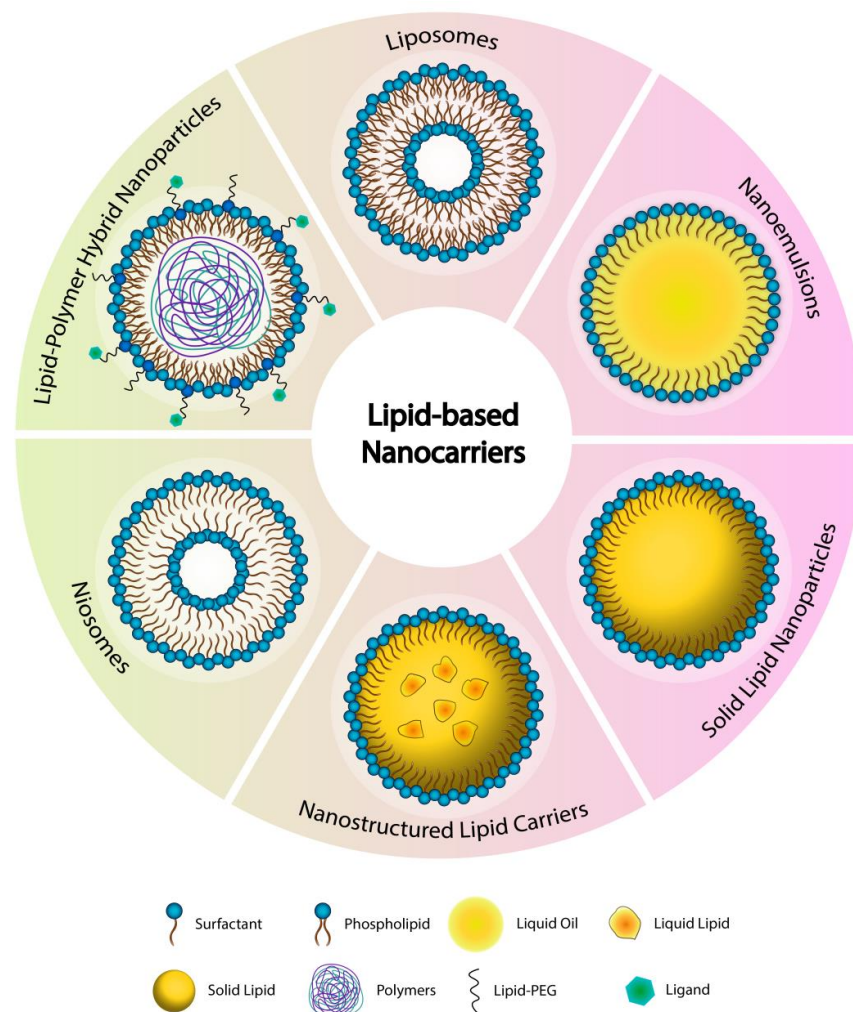 Liposomes
Lipid-Polymer Hybrid Nanoparticles
Nanoemulsions
Lipid-based
Nanocarriers
Niosomes
Solid Lipid Nanoparticles
Nanostructured Lipid Carriers
Surfactant
Phospholipid
Liquid Oil
Liquid Lipid
Solid Lipid
Polymers
Lipid-PEG
Ligand